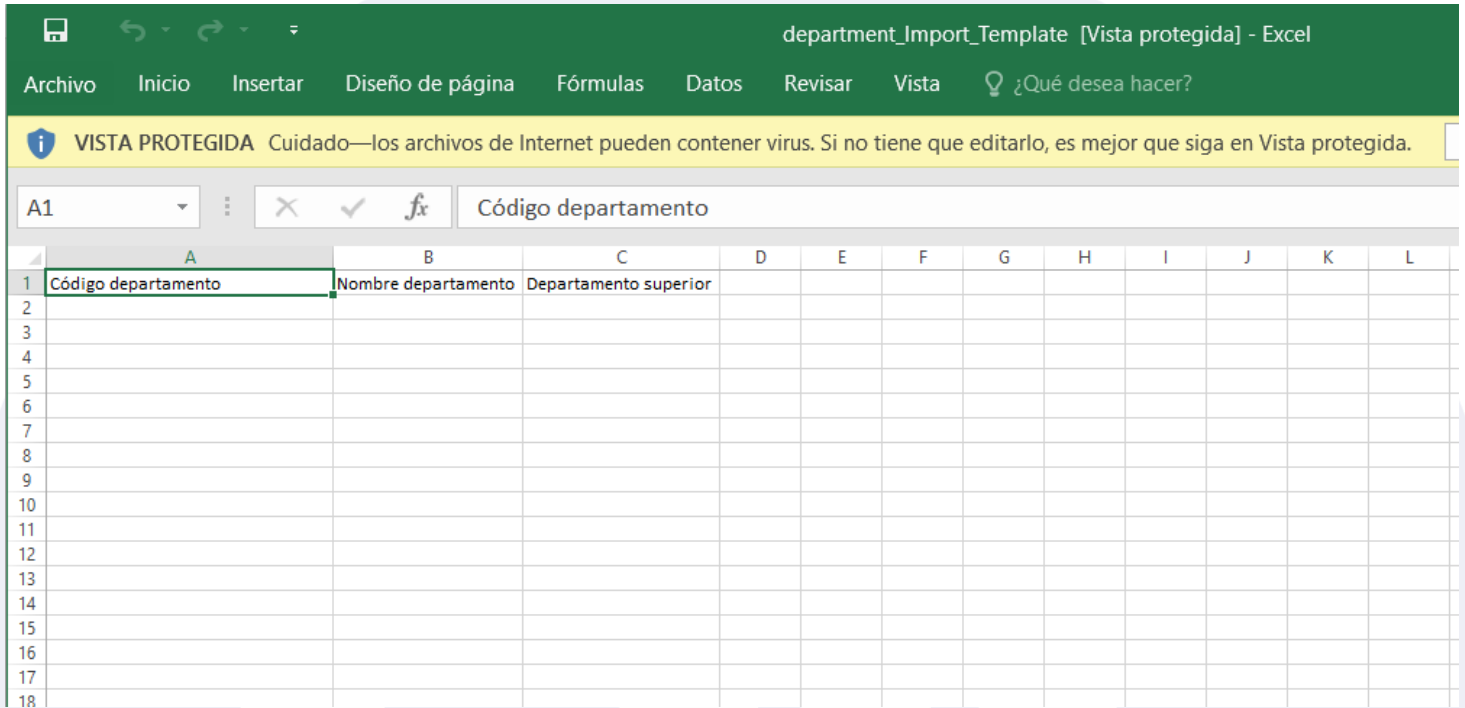 department_Import_Template [Vista protegida] - Excel
Archivo Inicio Insertar Diseño de página Fórmulas Datos Revisar Vista ¿Qué desea hacer?
VISTA PROTEGIDA Cuidado—los archivos de Internet pueden contener virus. Si no tiene que editarlo, es mejor que siga en Vista protegida.
A1 fx Código departamento
A B C D E F G H I J K L
1 Código departamento Nombre departamento Departamento superior
2
3
4
5
6
7
8
9
10
11
12
13
14
15
16
17
18